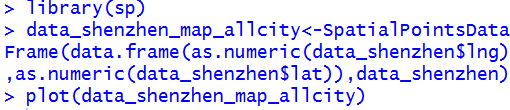 > library(sp)
> data_shenzhen_map_allcity<-SpatialPointsData
Frame(data.frame(as.numeric(data_shenzhen$lng)
,as.numeric(data_shenzhen$lat)),data_shenzhen)
> plot(data_shenzhen_map_allcity)